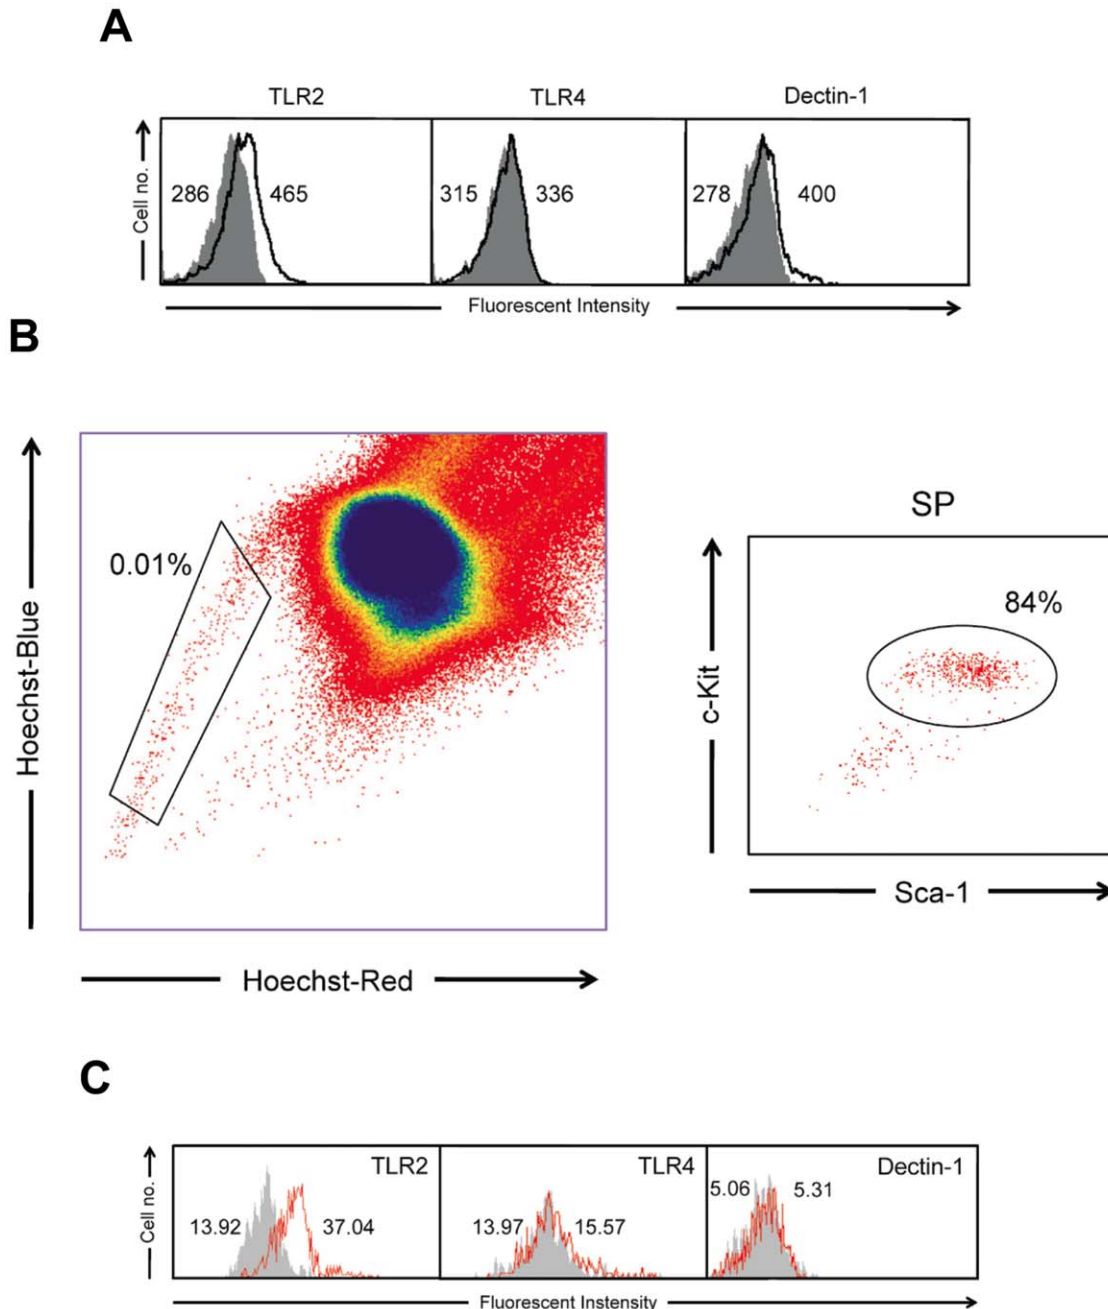 A
TLR2 TLR4 Dectin-1
Cell no.
286 465 315 336 278 400
Fluorescent Intensity
B
Hoechst-Blue
0.01%
Hoechst-Red
SP
84%
c-Kit
Sca-1
C
Cell no.
TLR2 TLR4 Dectin-1
13.92 37.04 13.97 15.57 5.06 5.31
Fluorescent Instensity